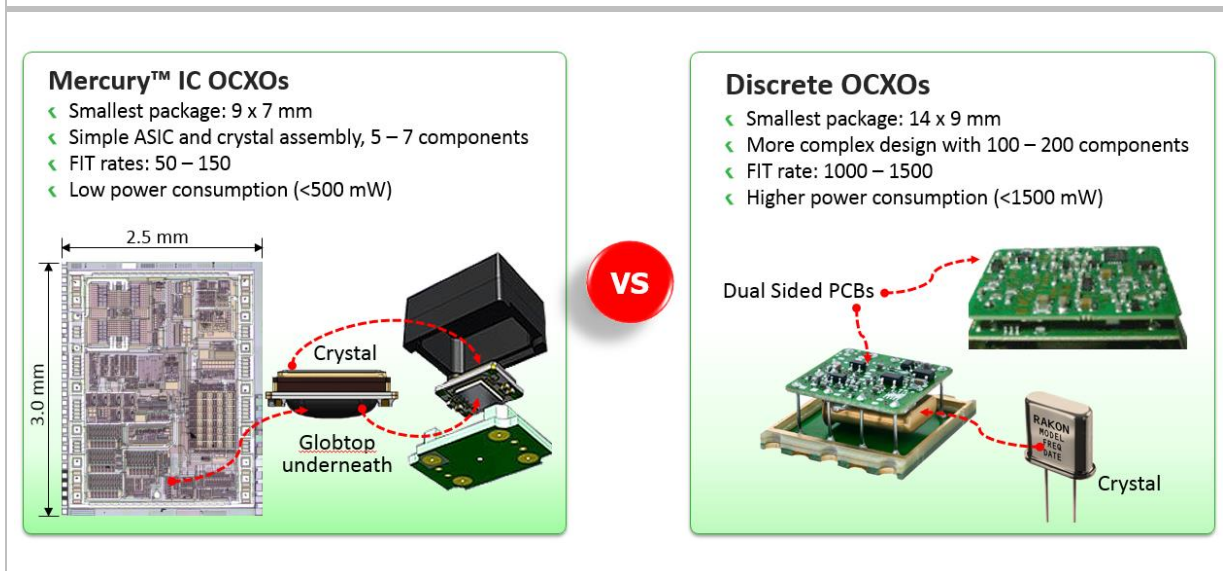 Mercury™ IC OCXOs
Smallest package: 9 x 7 mm
Simple ASIC and crystal assembly, 5 – 7 components
FIT rates: 50 – 150
Low power consumption (<500 mW)
2.5 mm
3.0 mm
Crystal
Globtop
underneath
VS
Discrete OCXOs
Smallest package: 14 x 9 mm
More complex design with 100 – 200 components
FIT rate: 1000 – 1500
Higher power consumption (<1500 mW)
Dual Sided PCBs
RAKON
MODEL
FREQ
DATE
Crystal